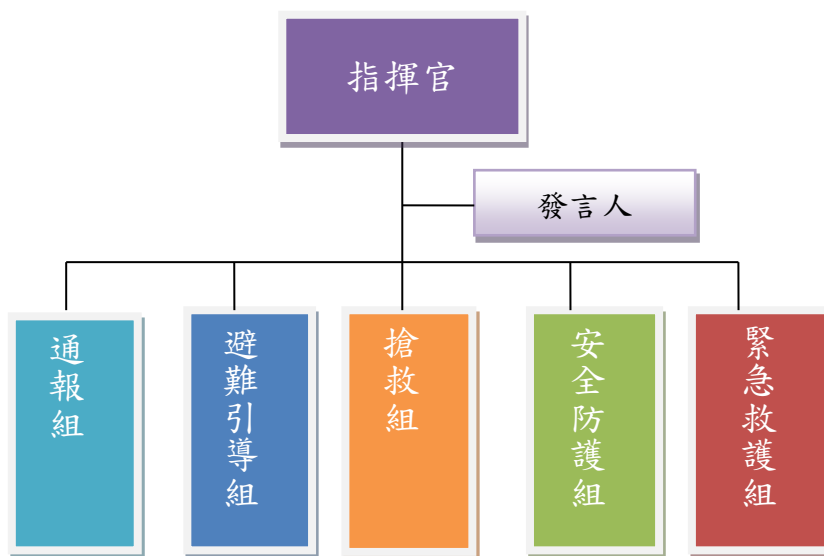 指揮官
發言人
通報組
避難引導組
搶救組
安全防護組
緊急救護組